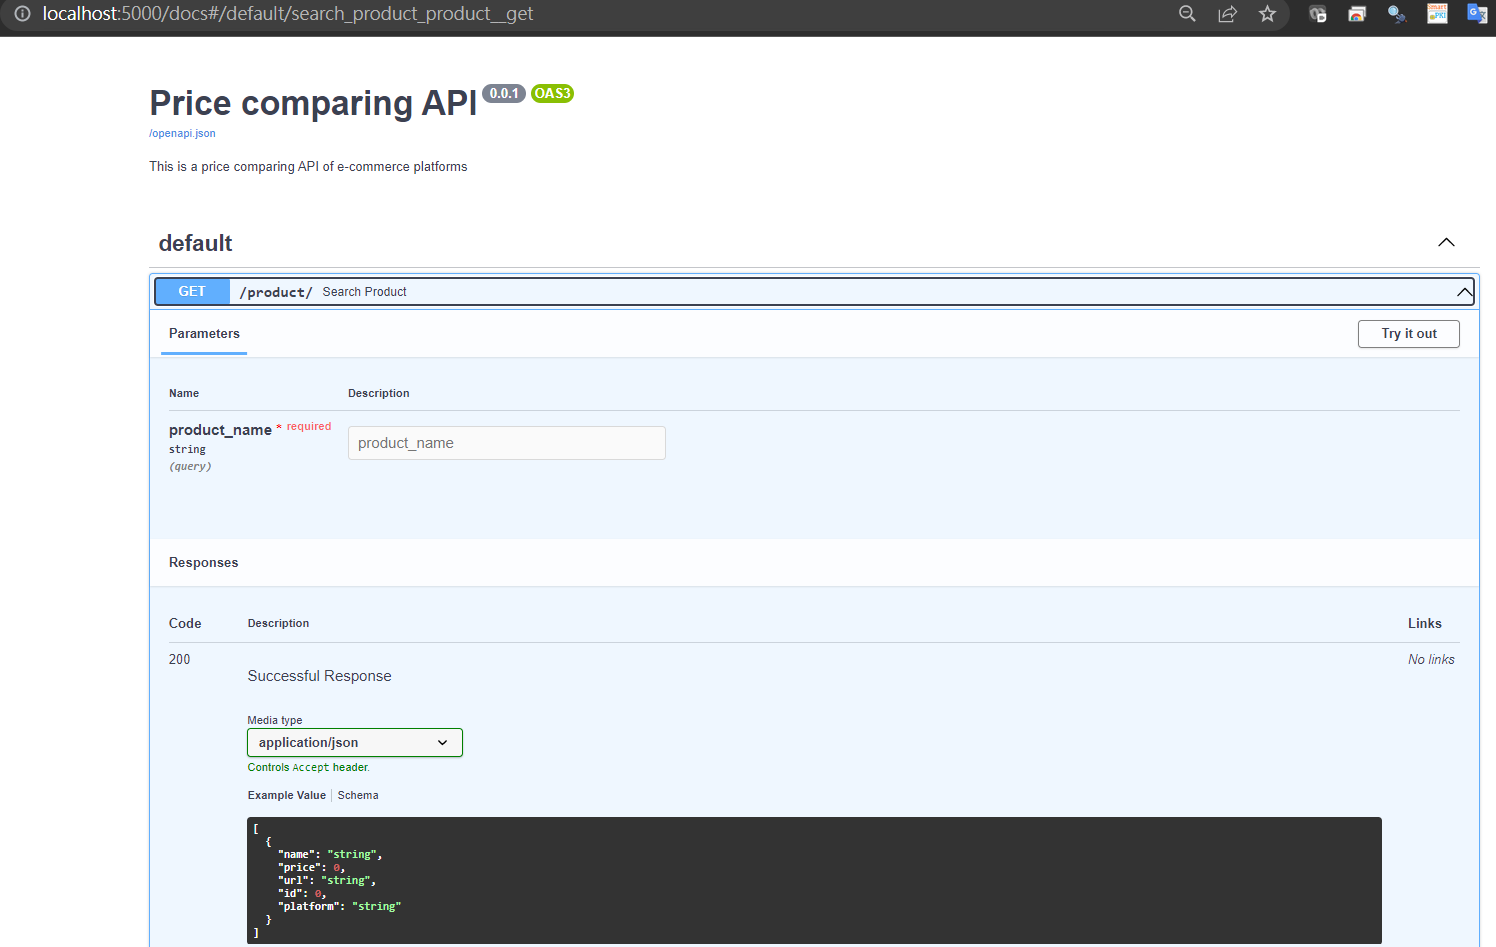 localhost:5000/docs#/default/search_product_product__get
Price comparing API 0.0.1 OAS3
/openapi.json
This is a price comparing API of e-commerce platforms
default
GET /product/ Search Product
Parameters Try it out
Name Description
product_name * required
string
(query)
product_name
Responses
Code Description Links
200 Successful Response No links
Media type
application/json
Controls Accept header.
Example Value Schema
[
{
"name": "string",
"price": 0,
"url": "string",
"id": 0,
"platform": "string"
}
]